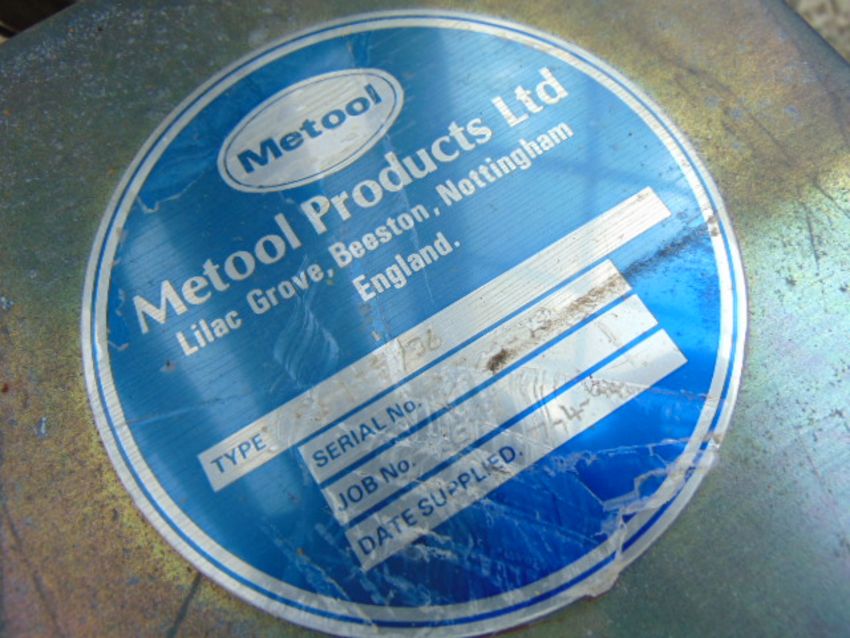 Metool
Metool Products Ltd
Lilac Grove, Beeston, Nottingham
England.
TYPE
SERIAL No.
JOB No.
DATE SUPPLIED.